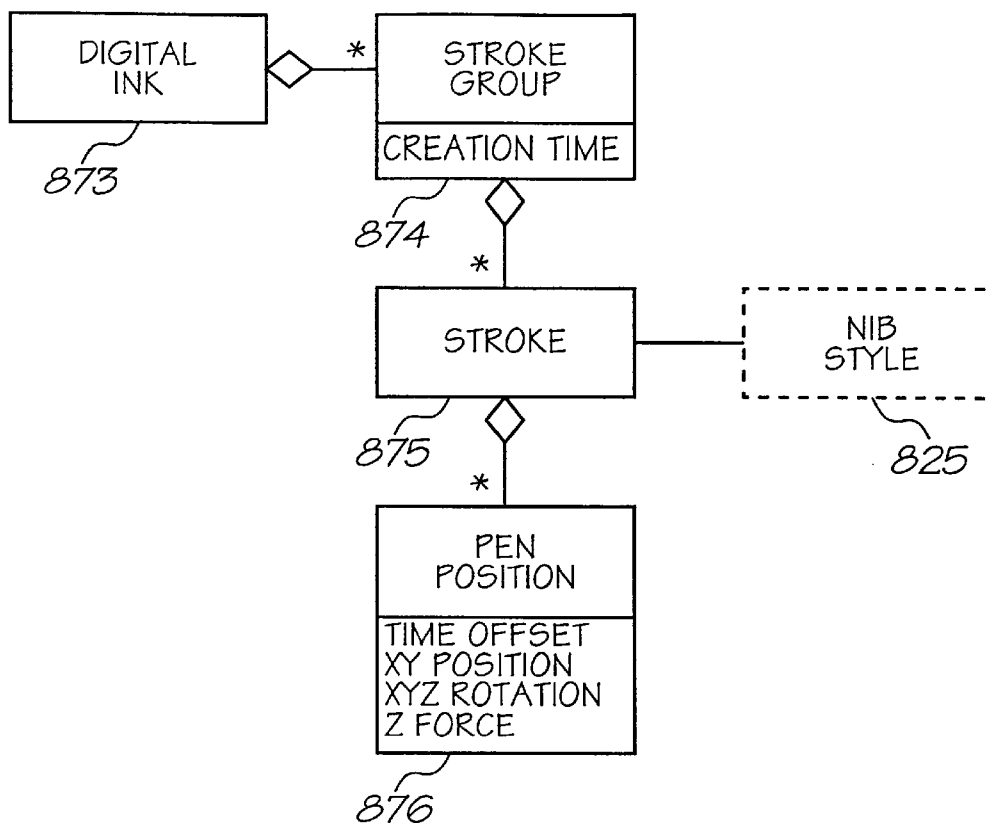 DIGITAL
INK
*
STROKE
GROUP
CREATION TIME
873
874
*
STROKE
NIB
STYLE
875
825
*
PEN
POSITION
TIME OFFSET
XY POSITION
XYZ ROTATION
Z FORCE
876